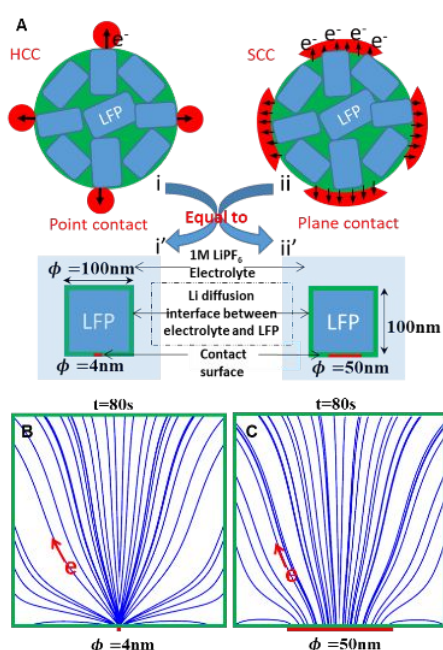 A
HCC
e-
e- e- e- e-
SCC
LFP
LFP
Point contact
i
ii
Plane contact
Equal to
i'
ii'
ϕ =100nm
1M LiPF6
Electrolyte
LFP
Li diffusion
interface between
electrolyte and LFP
LFP
100nm
Contact
surface
ϕ =4nm
ϕ =50nm
t=80s
t=80s
B
C
e
e
ϕ =4nm
ϕ =50nm